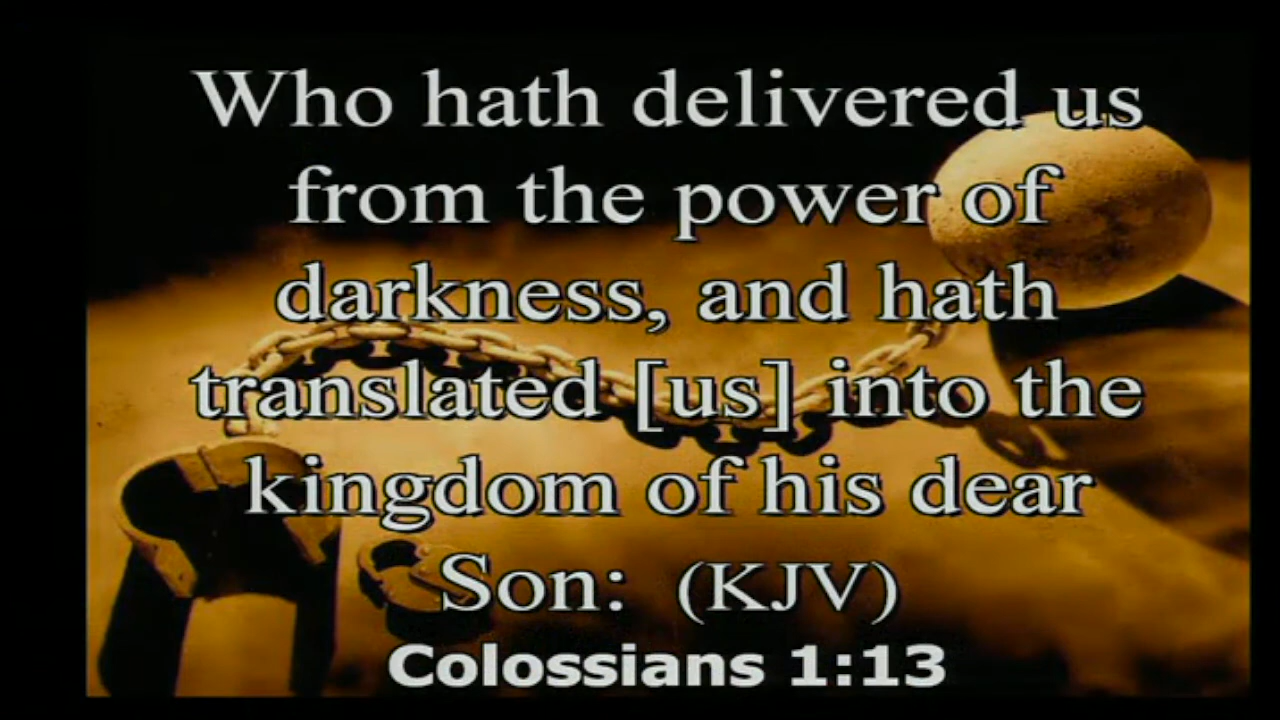 Who hath delivered us
from the power of
darkness, and hath
translated [us] into the
kingdom of his dear
Son: (KJV)
Colossians 1:13